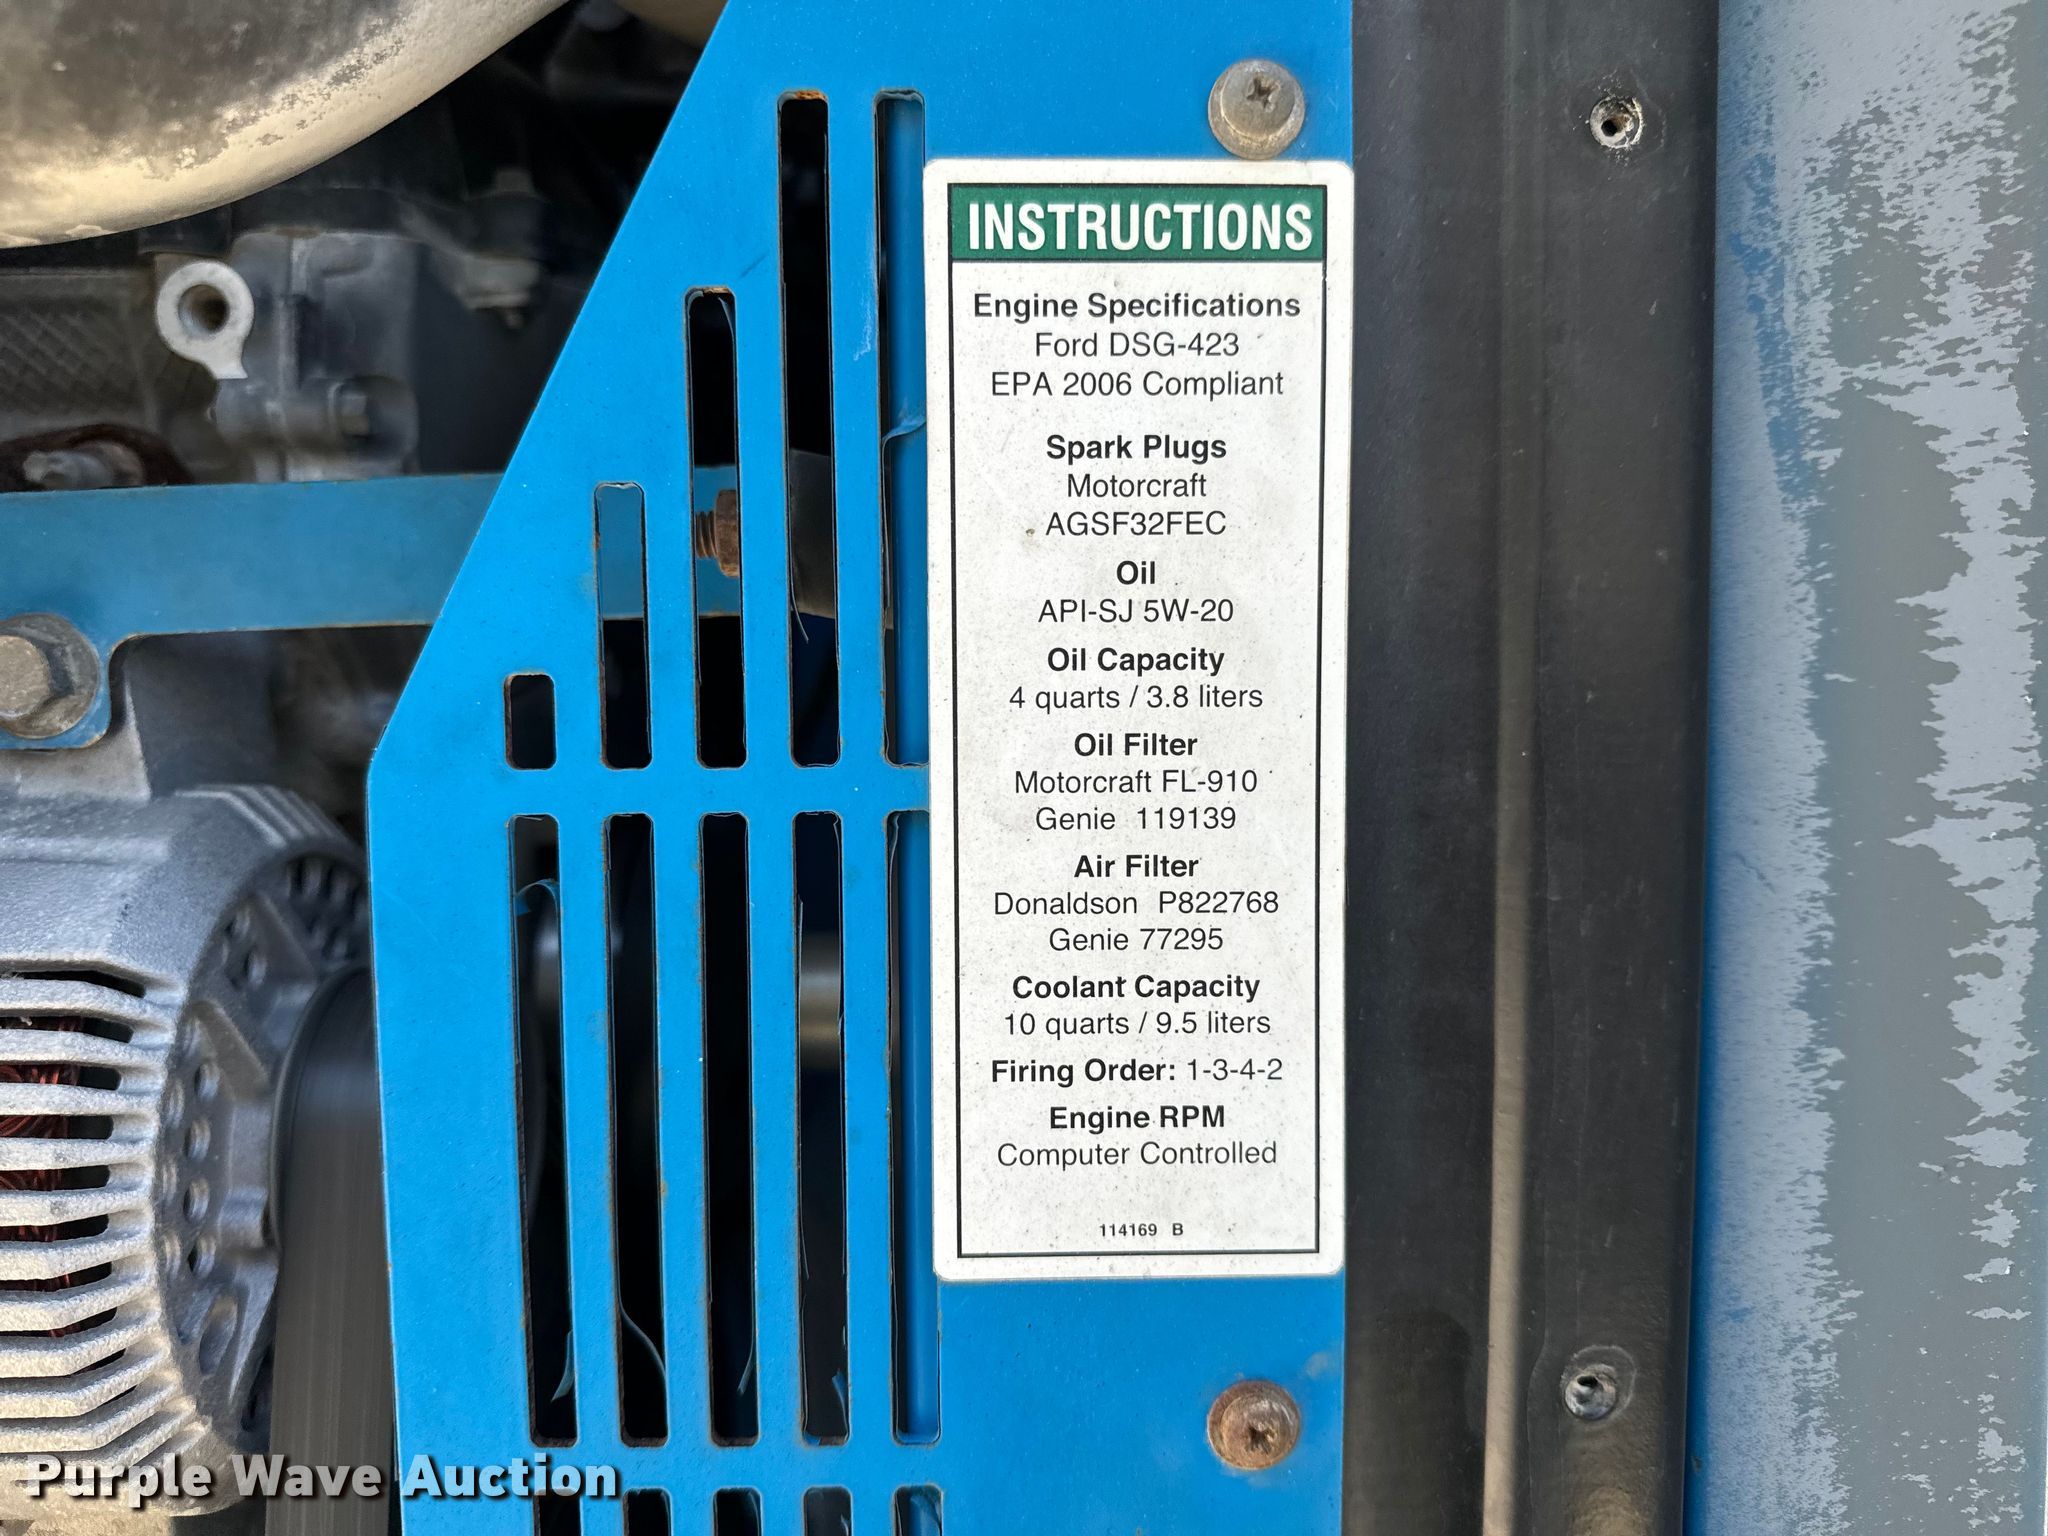 INSTRUCTIONS
Engine Specifications
Ford DSG-423
EPA 2006 Compliant
Spark Plugs
Motorcraft
AGSF32FEC
Oil
API-SJ 5W-20
Oil Capacity
4 quarts / 3.8 liters
Oil Filter
Motorcraft FL-910
Genie 119139
Air Filter
Donaldson P822768
Genie 77295
Coolant Capacity
10 quarts / 9.5 liters
Firing Order: 1-3-4-2
Engine RPM
Computer Controlled
114169 B
Purple Wave Auction